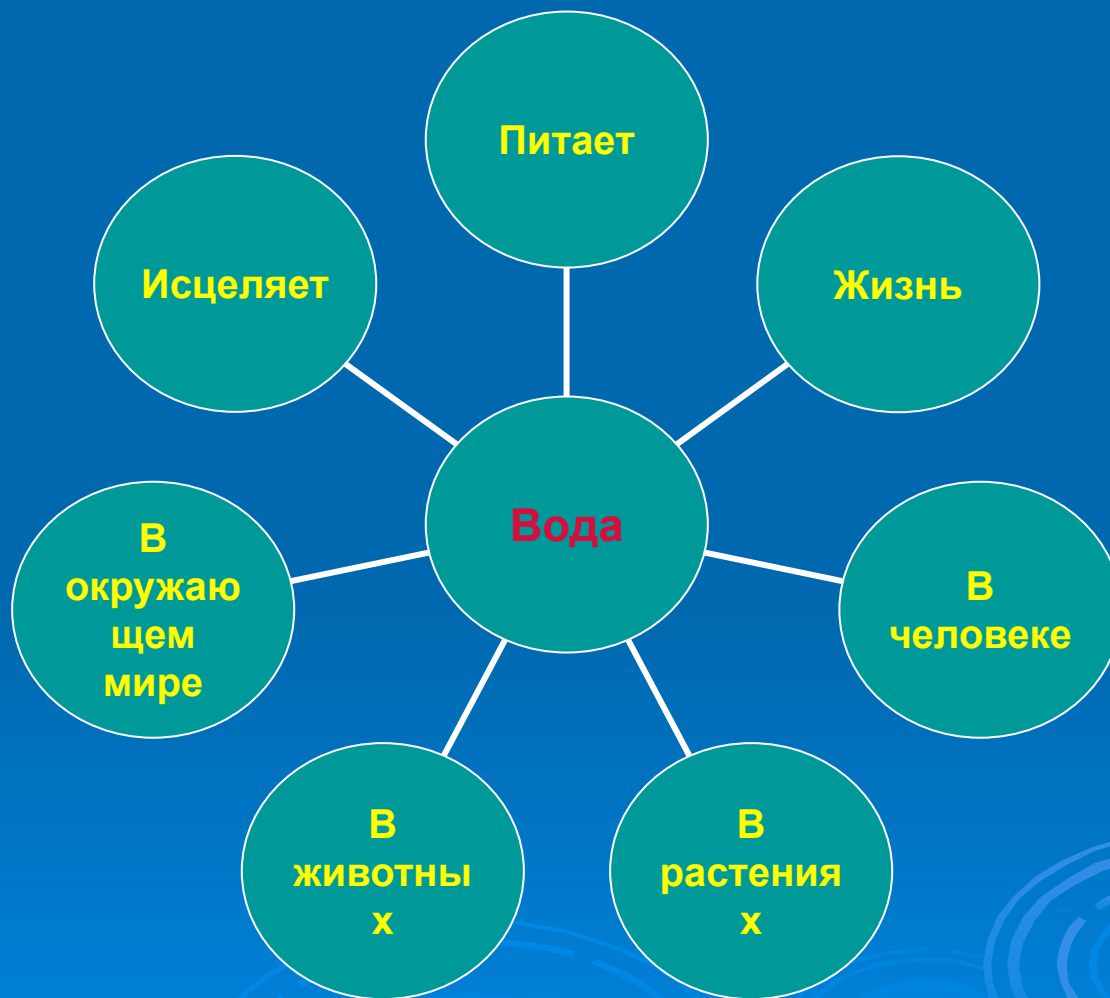 Питает
Исцеляет
Жизнь
Вода
В
окружаю
щем
мире
В
человеке
В
животны
х
В
растения
х